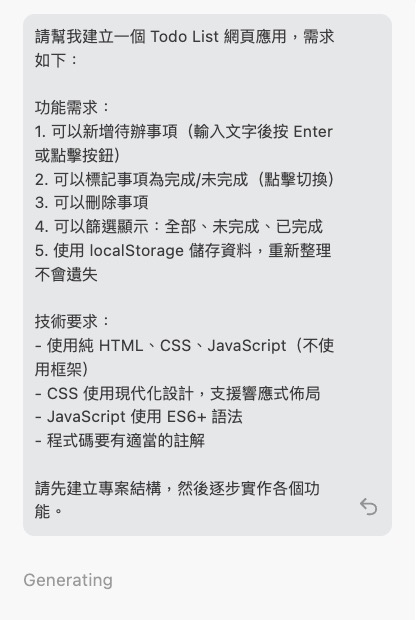 請幫我建立一個 Todo List 網頁應用，需求
如下：
功能需求：
1. 可以新增待辦事項（輸入文字後按 Enter
或點擊按鈕）
2. 可以標記事項為完成/未完成（點擊切換）
3. 可以刪除事項
4. 可以篩選顯示：全部、未完成、已完成
5. 使用 localStorage 儲存資料，重新整理
不會遺失
技術要求：
- 使用純 HTML、CSS、JavaScript（不使
用框架）
- CSS 使用現代化設計，支援響應式佈局
- JavaScript 使用 ES6+ 語法
- 程式碼要有適當的註解
請先建立專案結構，然後逐步實作各個功
能。
Generating